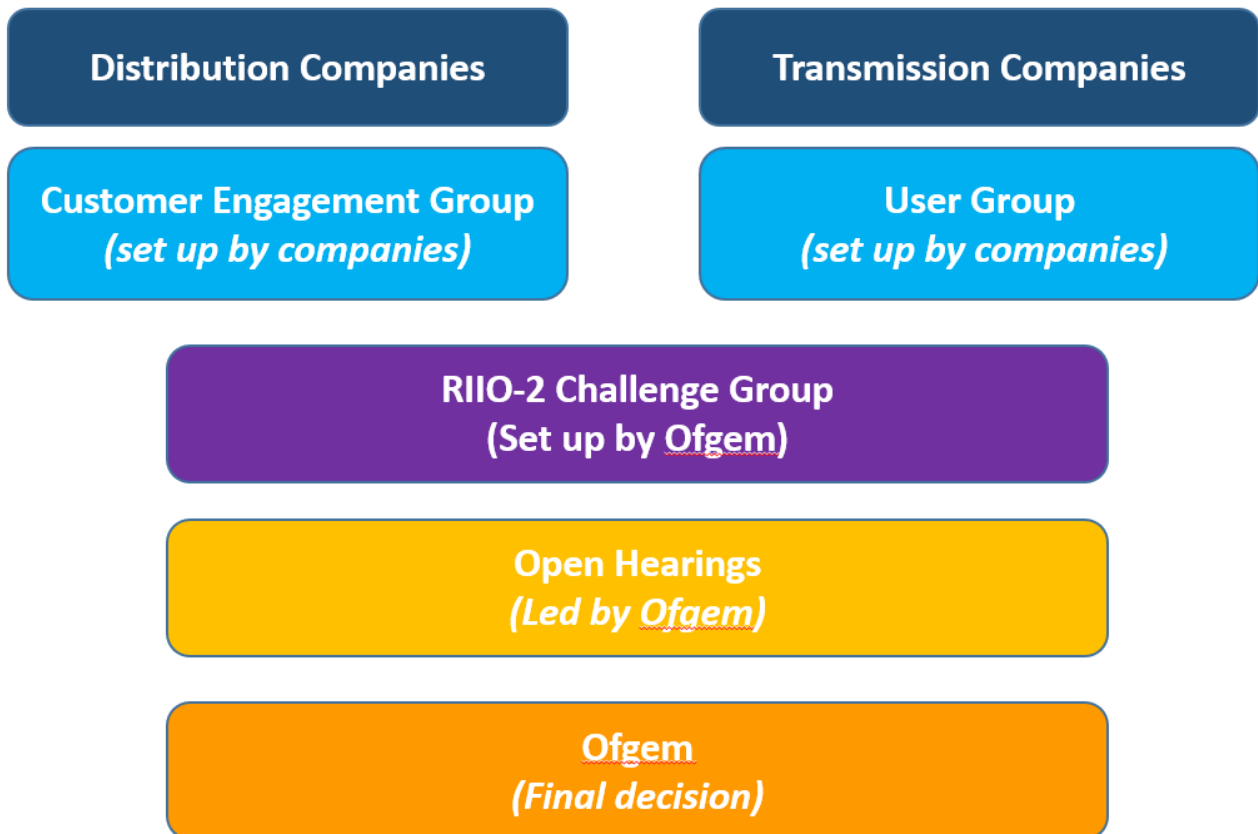 Distribution Companies
Transmission Companies
Customer Engagement Group
(set up by companies)
User Group
(set up by companies)
RIIO-2 Challenge Group
(Set up by Ofgem)
Open Hearings
(Led by Ofgem)
Ofgem
(Final decision)